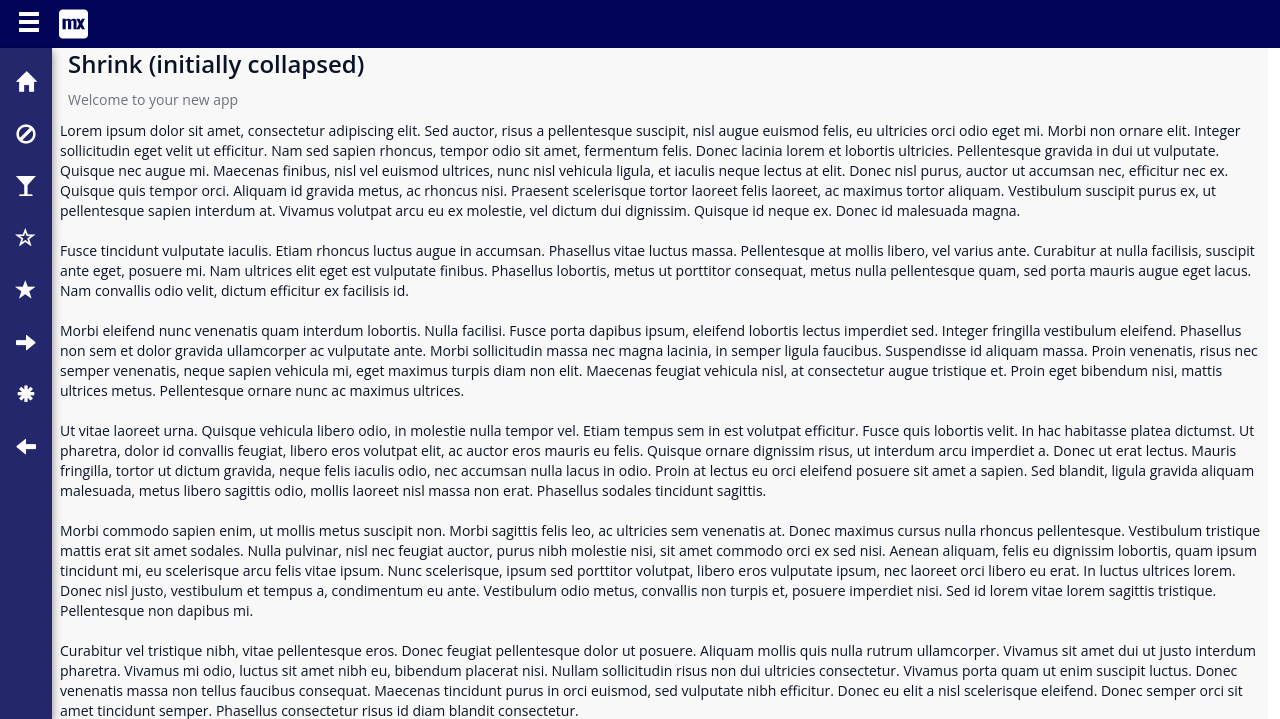 mx
Shrink (initially collapsed)
Welcome to your new app
Lorem ipsum dolor sit amet, consectetur adipiscing elit. Sed auctor, risus a pellentesque suscipit, nisl augue euismod felis, eu ultricies orci odio eget mi. Morbi non ornare elit. Integer
sollicitudin eget velit ut efficitur. Nam sed sapien rhoncus, tempor odio sit amet, fermentum felis. Donec lacinia lorem et lobortis ultricies. Pellentesque gravida in dui ut vulputate.
Quisque nec augue mi. Maecenas finibus, nisl vel euismod ultrices, nunc nisl vehicula ligula, et iaculis neque lectus at elit. Donec nisl purus, auctor ut accumsan nec, efficitur nec ex.
Quisque quis tempor orci. Aliquam id gravida metus, ac rhoncus nisi. Praesent scelerisque tortor laoreet felis laoreet, ac maximus tortor aliquam. Vestibulum suscipit purus ex, ut
pellentesque sapien interdum at. Vivamus volutpat arcu eu ex molestie, vel dictum dui dignissim. Quisque id neque ex. Donec id malesuada magna.
Fusce tincidunt vulputate iaculis. Etiam rhoncus luctus augue in accumsan. Phasellus vitae luctus massa. Pellentesque at mollis libero, vel varius ante. Curabitur at nulla facilisis, suscipit
ante eget, posuere mi. Nam ultrices elit eget est vulputate finibus. Phasellus lobortis, metus ut porttitor consequat, metus nulla pellentesque quam, sed porta mauris augue eget lacus.
Nam convallis odio velit, dictum efficitur ex facilisis id.
Morbi eleifend nunc venenatis quam interdum lobortis. Nulla facilisi. Fusce porta dapibus ipsum, eleifend lobortis lectus imperdiet sed. Integer fringilla vestibulum eleifend. Phasellus
non sem et dolor gravida ullamcorper ac vulputate ante. Morbi sollicitudin massa nec magna lacinia, in semper ligula faucibus. Suspendisse id aliquam massa. Proin venenatis, risus nec
semper venenatis, neque sapien vehicula mi, eget maximus turpis diam non elit. Maecenas feugiat vehicula nisl, at consectetur augue tristique et. Proin eget bibendum nisi, mattis
ultrices metus. Pellentesque ornare nunc ac maximus ultrices.
Ut vitae laoreet urna. Quisque vehicula libero odio, in molestie nulla tempor vel. Etiam tempus sem in est volutpat efficitur. Fusce quis lobortis velit. In hac habitasse platea dictumst. Ut
pharetra, dolor id convallis feugiat, libero eros volutpat elit, ac auctor eros mauris eu felis. Quisque ornare dignissim risus, ut interdum arcu imperdiet a. Donec ut erat lectus. Mauris
fringilla, tortor ut dictum gravida, neque felis iaculis odio, nec accumsan nulla lacus in odio. Proin at lectus eu orci eleifend posuere sit amet a sapien. Sed blandit, ligula gravida aliquam
malesuada, metus libero sagittis odio, mollis laoreet nisl massa non erat. Phasellus sodales tincidunt sagittis.
Morbi commodo sapien enim, ut mollis metus suscipit non. Morbi sagittis felis leo, ac ultricies sem venenatis at. Donec maximus cursus nulla rhoncus pellentesque. Vestibulum tristique
mattis erat sit amet sodales. Nulla pulvinar, nisl nec feugiat auctor, purus nibh molestie nisi, sit amet commodo orci ex sed nisi. Aenean aliquam, felis eu dignissim lobortis, quam ipsum
tincidunt mi, eu scelerisque arcu felis vitae ipsum. Nunc scelerisque, ipsum sed porttitor volutpat, libero eros vulputate ipsum, nec laoreet orci libero eu erat. In luctus ultrices lorem.
Donec nisl justo, vestibulum et tempus a, condimentum eu ante. Vestibulum odio metus, convallis non turpis et, posuere imperdiet nisi. Sed id lorem vitae lorem sagittis tristique.
Pellentesque non dapibus mi.
Curabitur vel tristique nibh, vitae pellentesque eros. Donec feugiat pellentesque dolor ut posuere. Aliquam mollis quis nulla rutrum ullamcorper. Vivamus sit amet dui ut justo interdum
pharetra. Vivamus mi odio, luctus sit amet nibh eu, bibendum placerat nisi. Nullam sollicitudin risus non dui ultricies consectetur. Vivamus porta quam ut enim suscipit luctus. Donec
venenatis massa non tellus faucibus consequat. Maecenas tincidunt purus in orci euismod, sed vulputate nibh efficitur. Donec eu elit a nisl scelerisque eleifend. Donec semper orci sit
amet tincidunt semper. Phasellus consectetur risus id diam blandit consectetur.